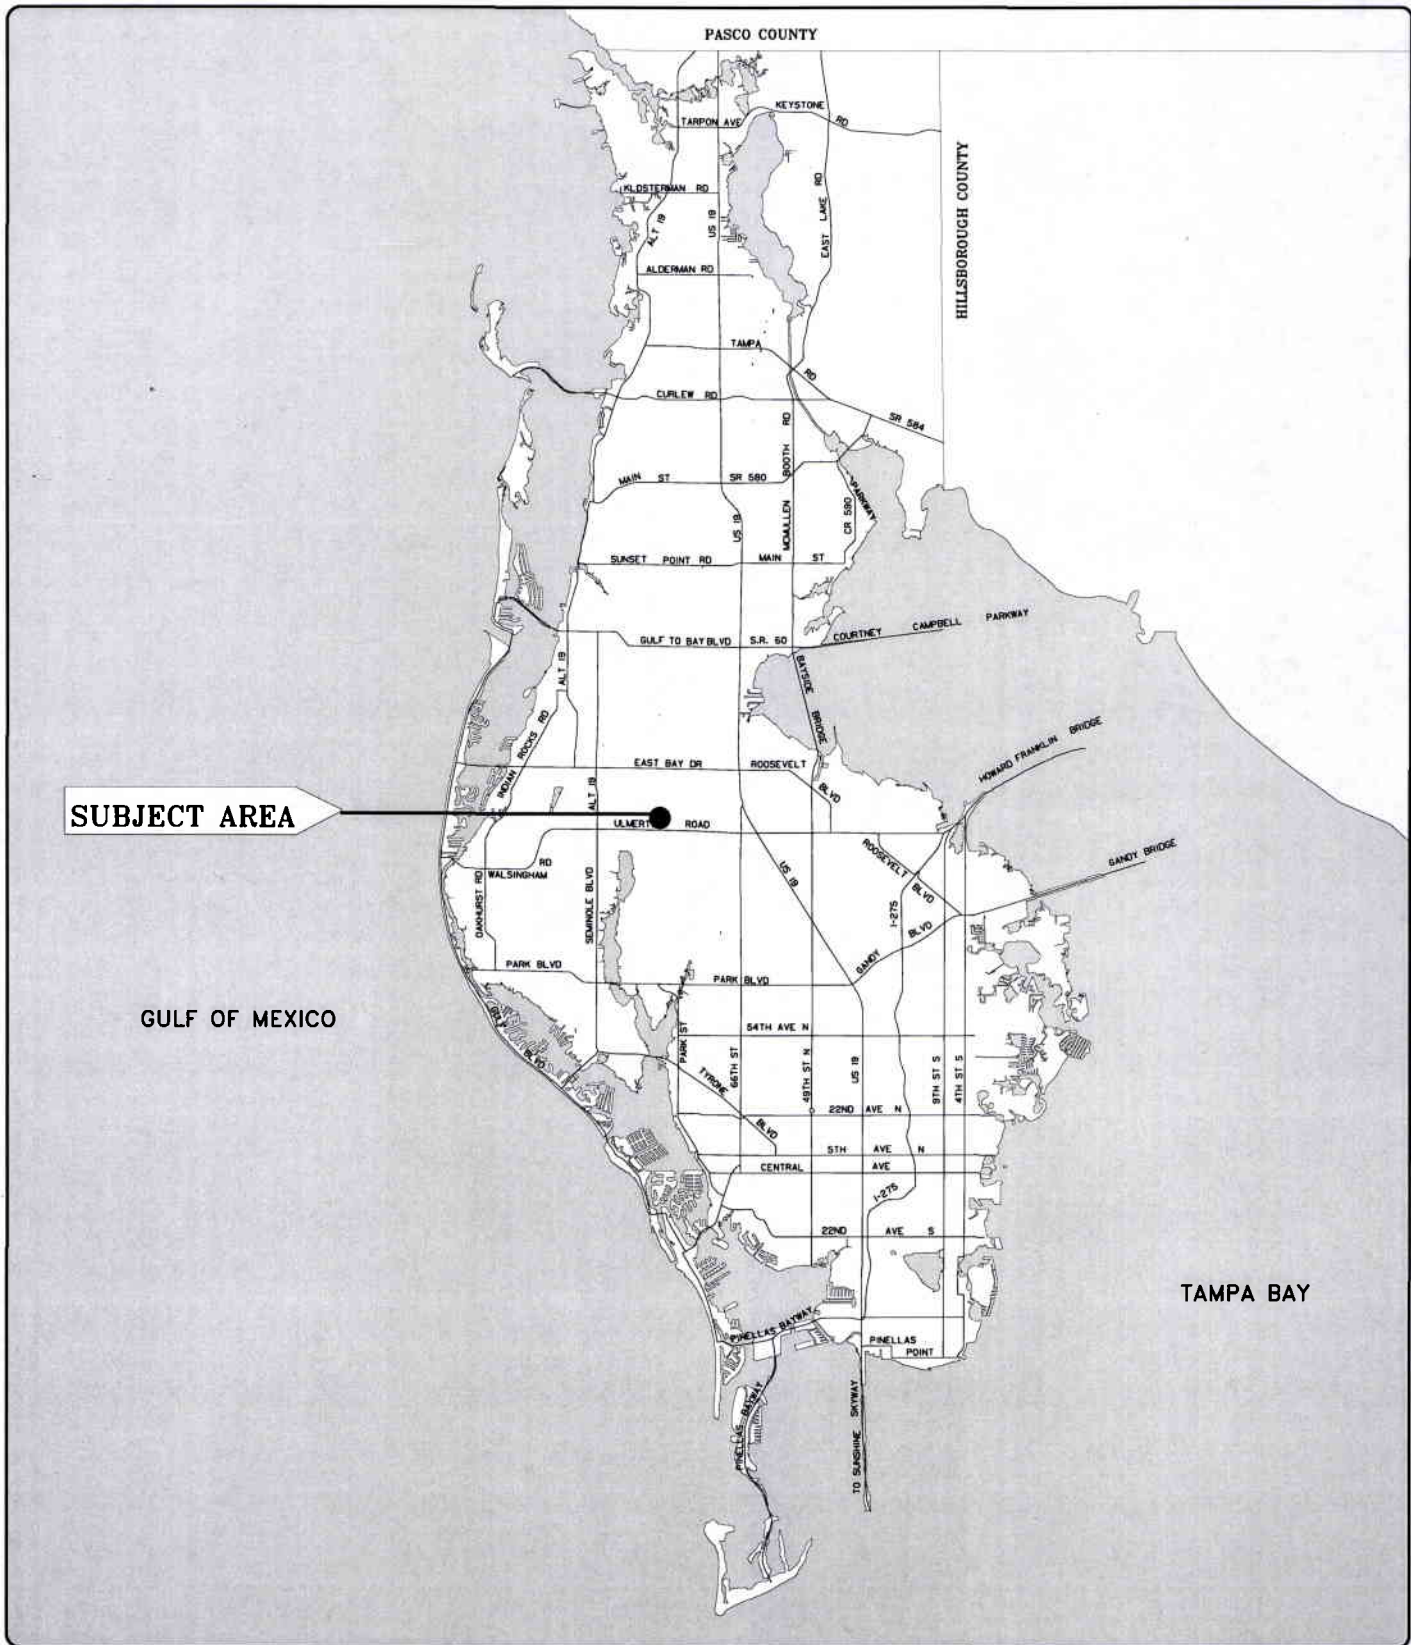 PASCO COUNTY
KEYSTONE
RD
TARPON AVE
HILLSBOROUGH COUNTY
KLOSTERMAN RD
EAST LAKE RD
ALT 19
US 19
ALDERMAN RD
TAMPA
RD
CURLEW RD
SR 584
MCMULLEN BOOTH RD
MAIN ST
SR 580
PARKWAY
CR 590
US 19
SUNSET POINT RD
MAIN ST
COURTNEY CAMPBELL PARKWAY
GULF TO BAY BLVD
S.R. 60
ALT 19
BAYSIDE BRIDGE
INDIAN ROCKS RD
HOWARD FRANKLIN BRIDGE
EAST BAY DR
ROOSEVELT
BLVD
ALT 19
SUBJECT AREA
ULMERT ROAD
RD
WALSINGHAM
US 19
ROOSEVELT BLVD
GANDY BRIDGE
OAKHURST RD
SEMINOLE BLVD
I-275
GANDY BLVD
PARK BLVD
PARK BLVD
GULF OF MEXICO
GULF BLVD
54TH AVE N
PARK ST
66TH ST
49TH ST N
US 19
9TH ST S
4TH ST S
TYRONE
BLVD
22ND AVE N
5TH AVE N
CENTRAL AVE
I-275
22ND AVE S
TAMPA BAY
PINELLAS BAYWAY
PINELLAS
POINT
PINELLAS BAYWAY
TO SUNSHINE SKYWAY